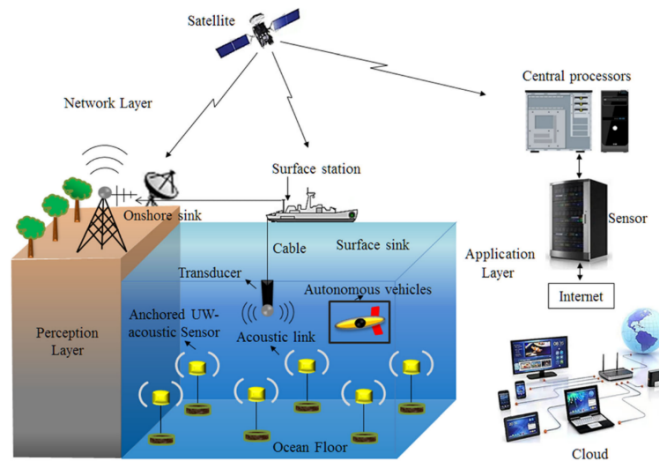 Satellite
Central processors
Network Layer
Surface station
Onshore sink
Sensor
Cable
Surface sink
Application
Layer
Transducer
Autonomous vehicles
Internet
Anchored UW-
acoustic Sensor
Acoustic link
Perception
Layer
Ocean Floor
Cloud